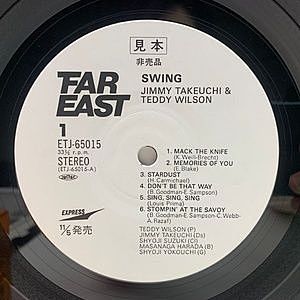 見本
非売品
FAR EAST
SWING
JIMMY TAKEUCHI &
TEDDY WILSON
1
ETJ-65015
33⅓ r.p.m.
STEREO
(ETJ-65015-A)
1. MACK THE KNIFE
(K. Weill-Brecht)
2. MEMORIES OF YOU
(E. Blake)
3. STARDUST
(H. Carmichael)
4. DON'T BE THAT WAY
(B. Goodman-E. Sampson)
5. SING, SING, SING
(Louis Prima)
6. STOMPIN' AT THE SAVOY
(B. Goodman-E. Sampson-C. Webb-
A. Razaf)
EXPRESS
11/5 発売
TEDDY WILSON (P)
JIMMY TAKEUCHI (Ds)
SHYOJI SUZUKI (Cl)
MASANAGA HARADA (B)
SHYOJI YOKOUCHI (G)